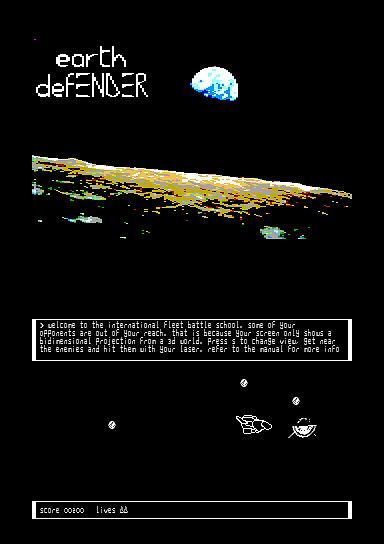 earth
defENDER
> welcome to the international fleet battle school. some of your
opponents are out of your reach. that is because your screen only shows a
bidimensional projection from a 3d world. press s to change view. get near
the enemies and hit them with your laser. refer to the manual for more info
score 00300 lives